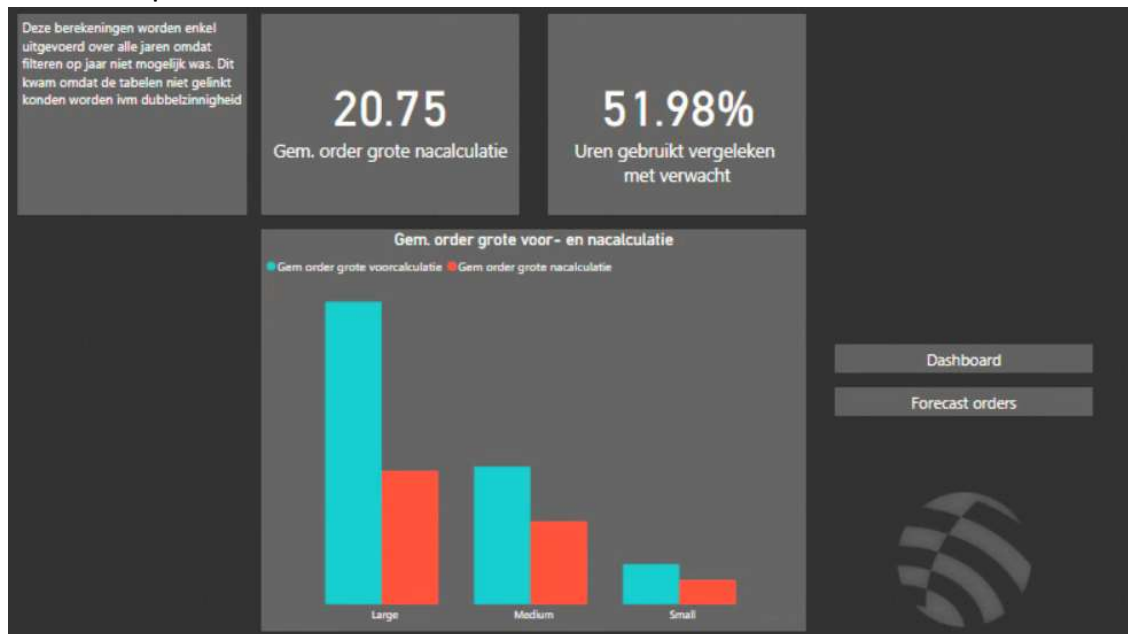 Deze berekeningen worden enkel
uitgevoerd over alle jaren omdat
filteren op jaar niet mogelijk was. Dit
kwam omdat de tabelen niet gelinkt
konden worden ivm dubbelzinnigheid
20.75
Gem. order grote nacalculatie
51.98%
Uren gebruikt vergeleken
met verwacht
Gem. order grote voor- en nacalculatie
Gem order grote voorcalculatie Gem order grote nacalculatie
Large Medium Small
Dashboard
Forecast orders